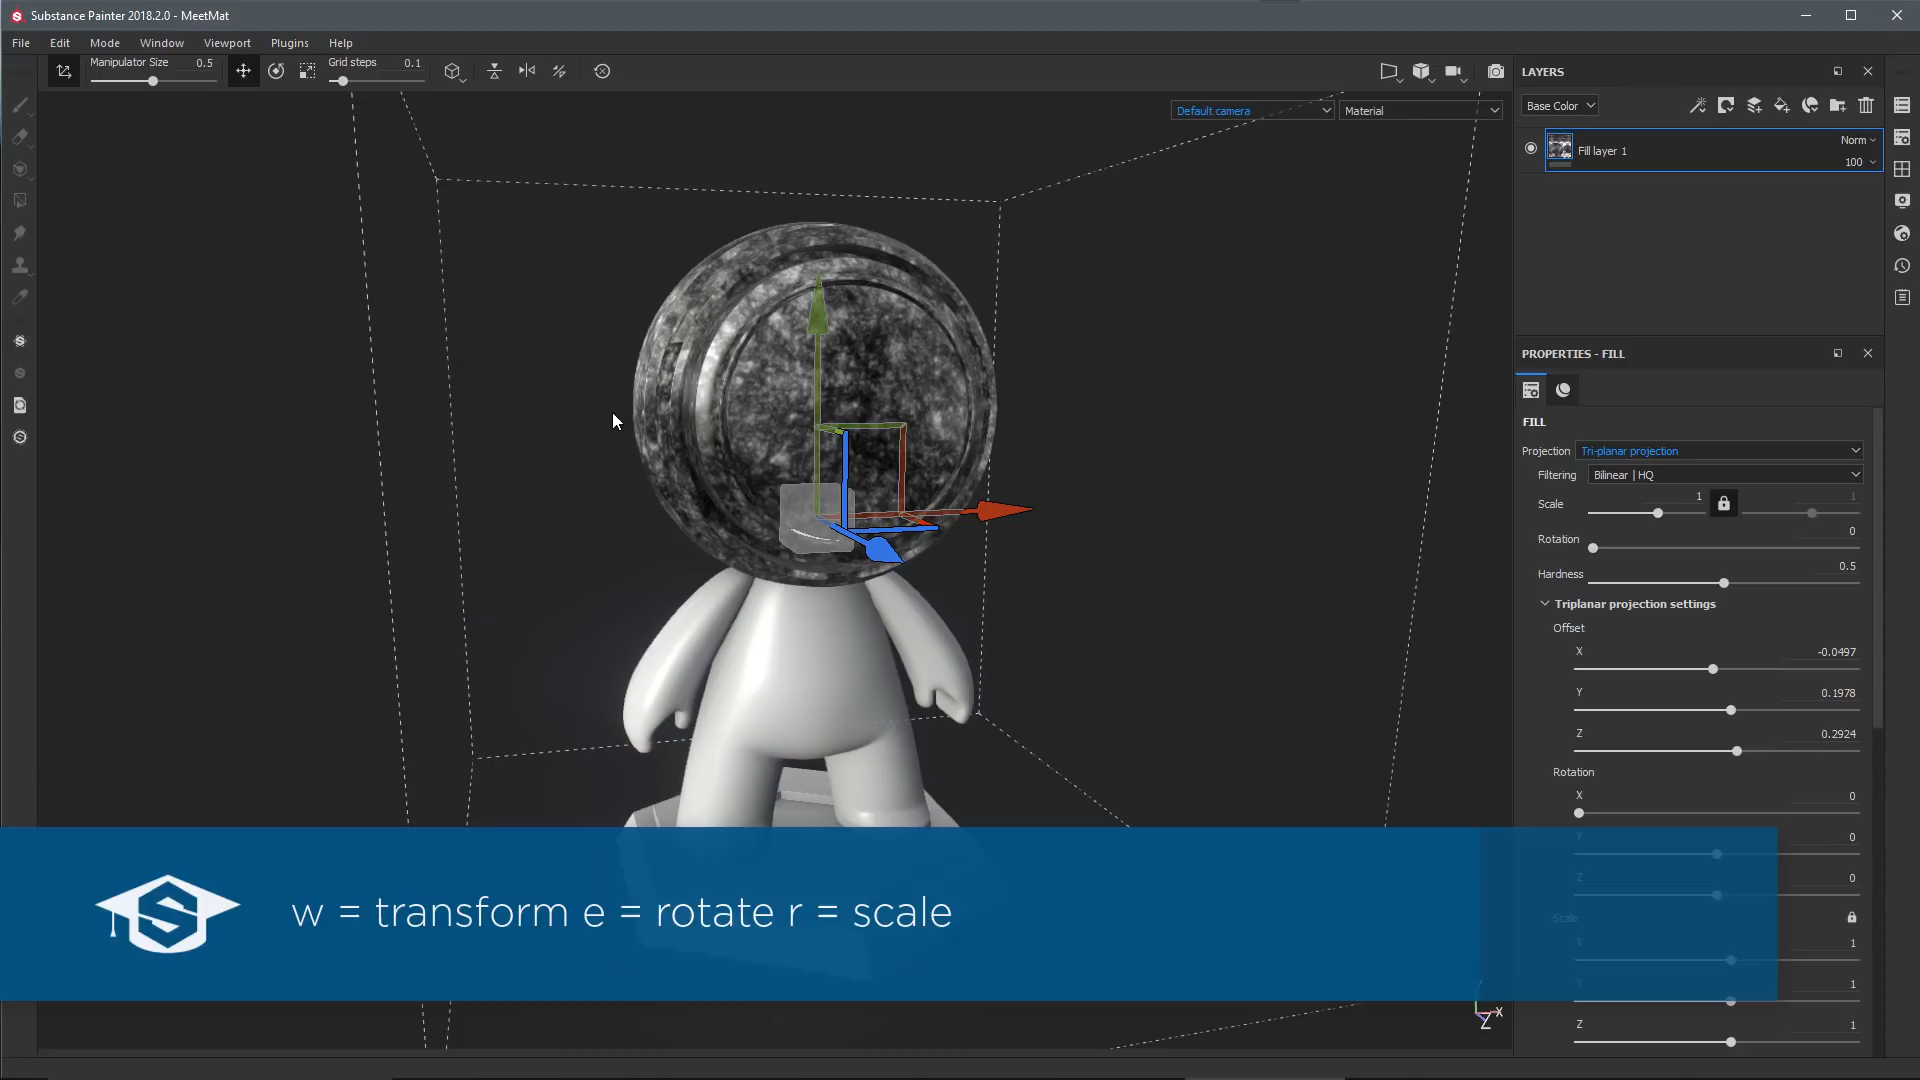 Substance Painter 2018.2.0 - MeetMat
File Edit Mode Window Viewport Plugins Help
Manipulator Size 0.5
Grid steps 0.1
Default camera
Material
LAYERS
Base Color
Norm
Fill layer 1
100
PROPERTIES - FILL
FILL
Projection Tri-planar projection
Filtering Bilinear | HQ
Scale 1 1
Rotation 0
Hardness 0.5
Triplanar projection settings
Offset
X -0.0497
Y 0.1978
Z 0.2924
Rotation
X 0
Y 0
Z 0
Scale
X 1
Y 1
Z 1
w = transform e = rotate r = scale
X
Z